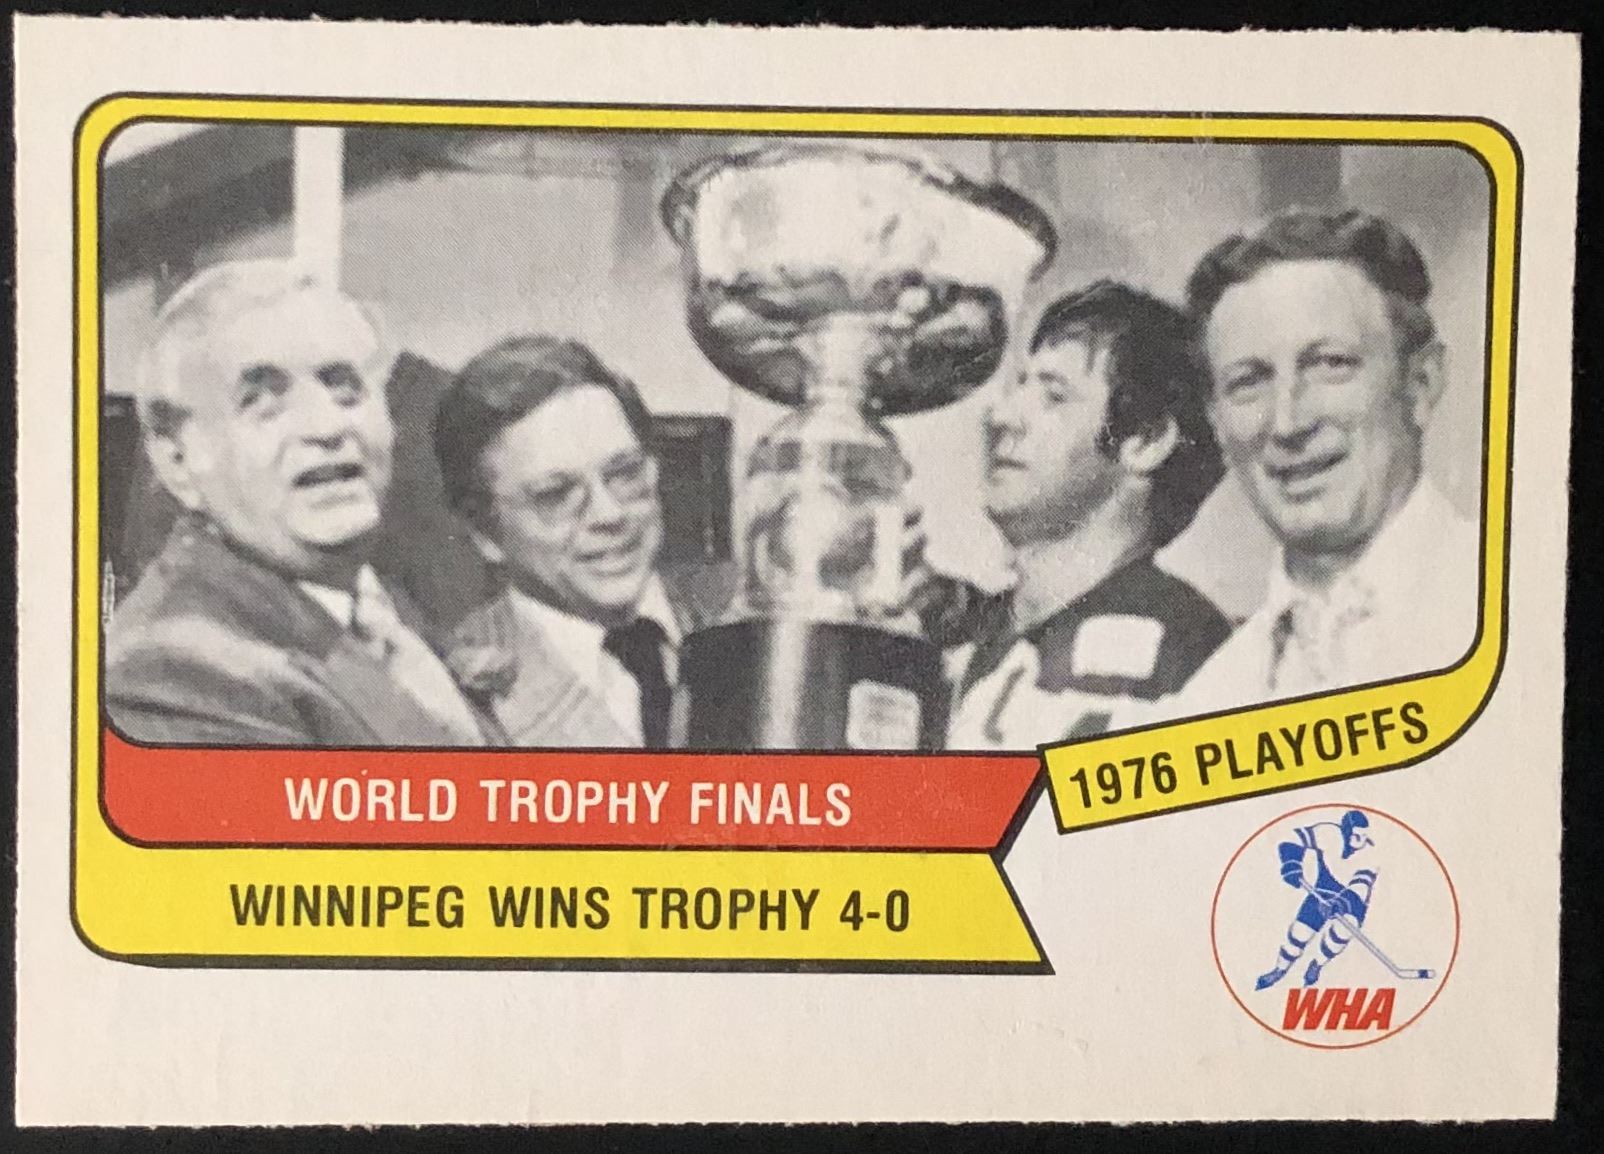 WORLD TROPHY FINALS
1976 PLAYOFFS
WINNIPEG WINS TROPHY 4-0
WHA